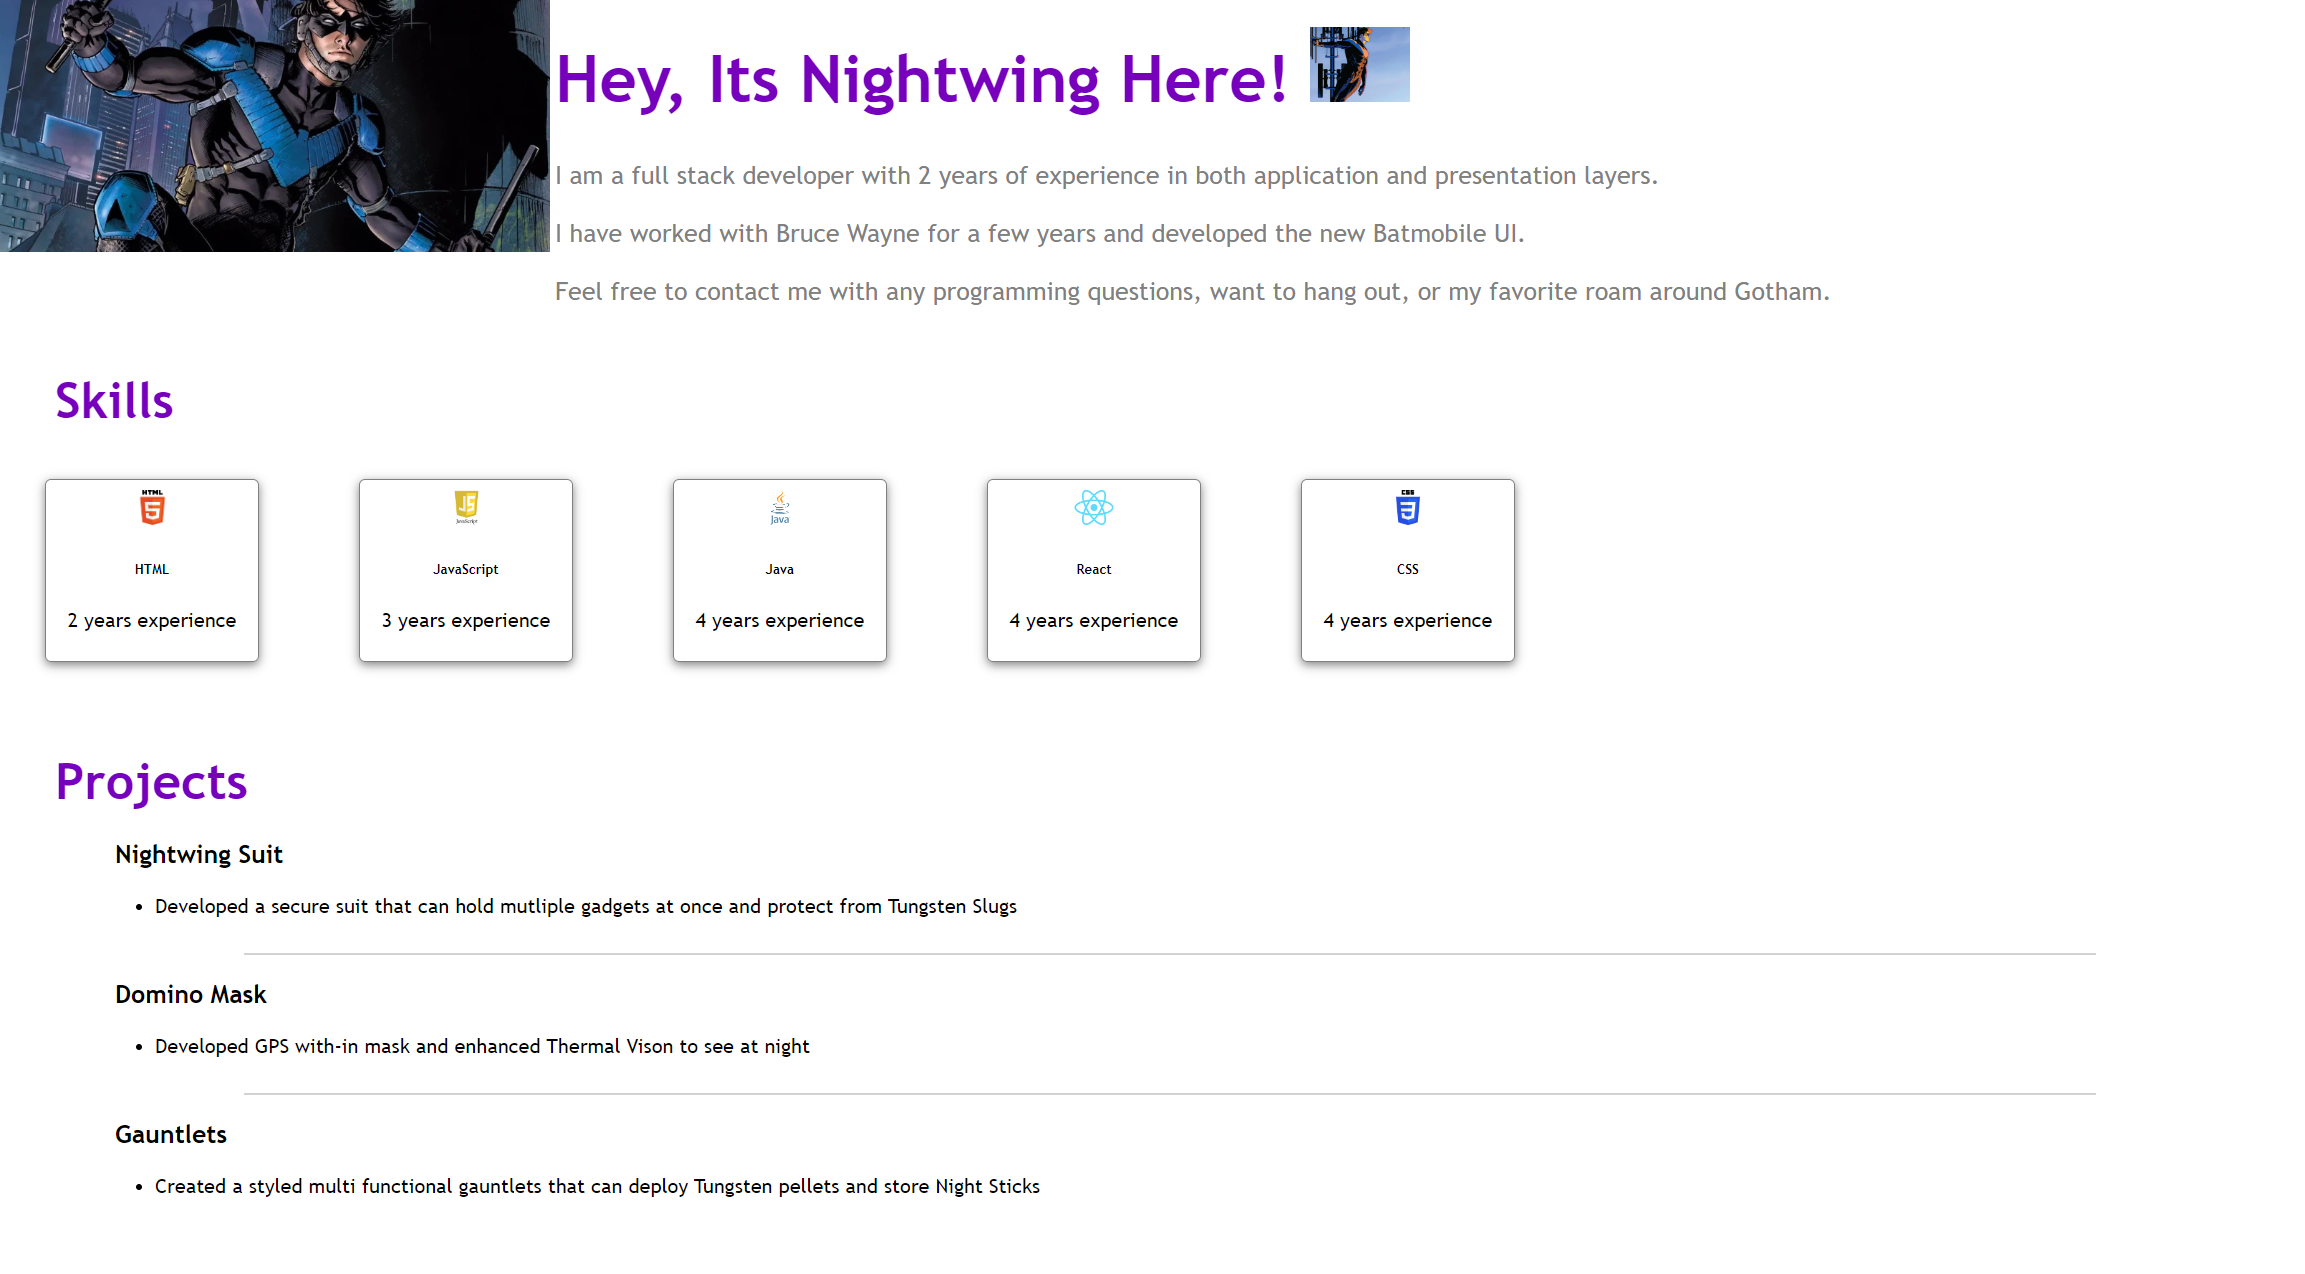 Hey, Its Nightwing Here!
I am a full stack developer with 2 years of experience in both application and presentation layers.
I have worked with Bruce Wayne for a few years and developed the new Batmobile UI.
Feel free to contact me with any programming questions, want to hang out, or my favorite roam around Gotham.
Skills
HTML
5
JS
JavaScript
Java
CSS
3
HTML
JavaScript
Java
React
CSS
2 years experience
3 years experience
4 years experience
4 years experience
4 years experience
Projects
Nightwing Suit
• Developed a secure suit that can hold mutliple gadgets at once and protect from Tungsten Slugs
Domino Mask
• Developed GPS with-in mask and enhanced Thermal Vison to see at night
Gauntlets
• Created a styled multi functional gauntlets that can deploy Tungsten pellets and store Night Sticks